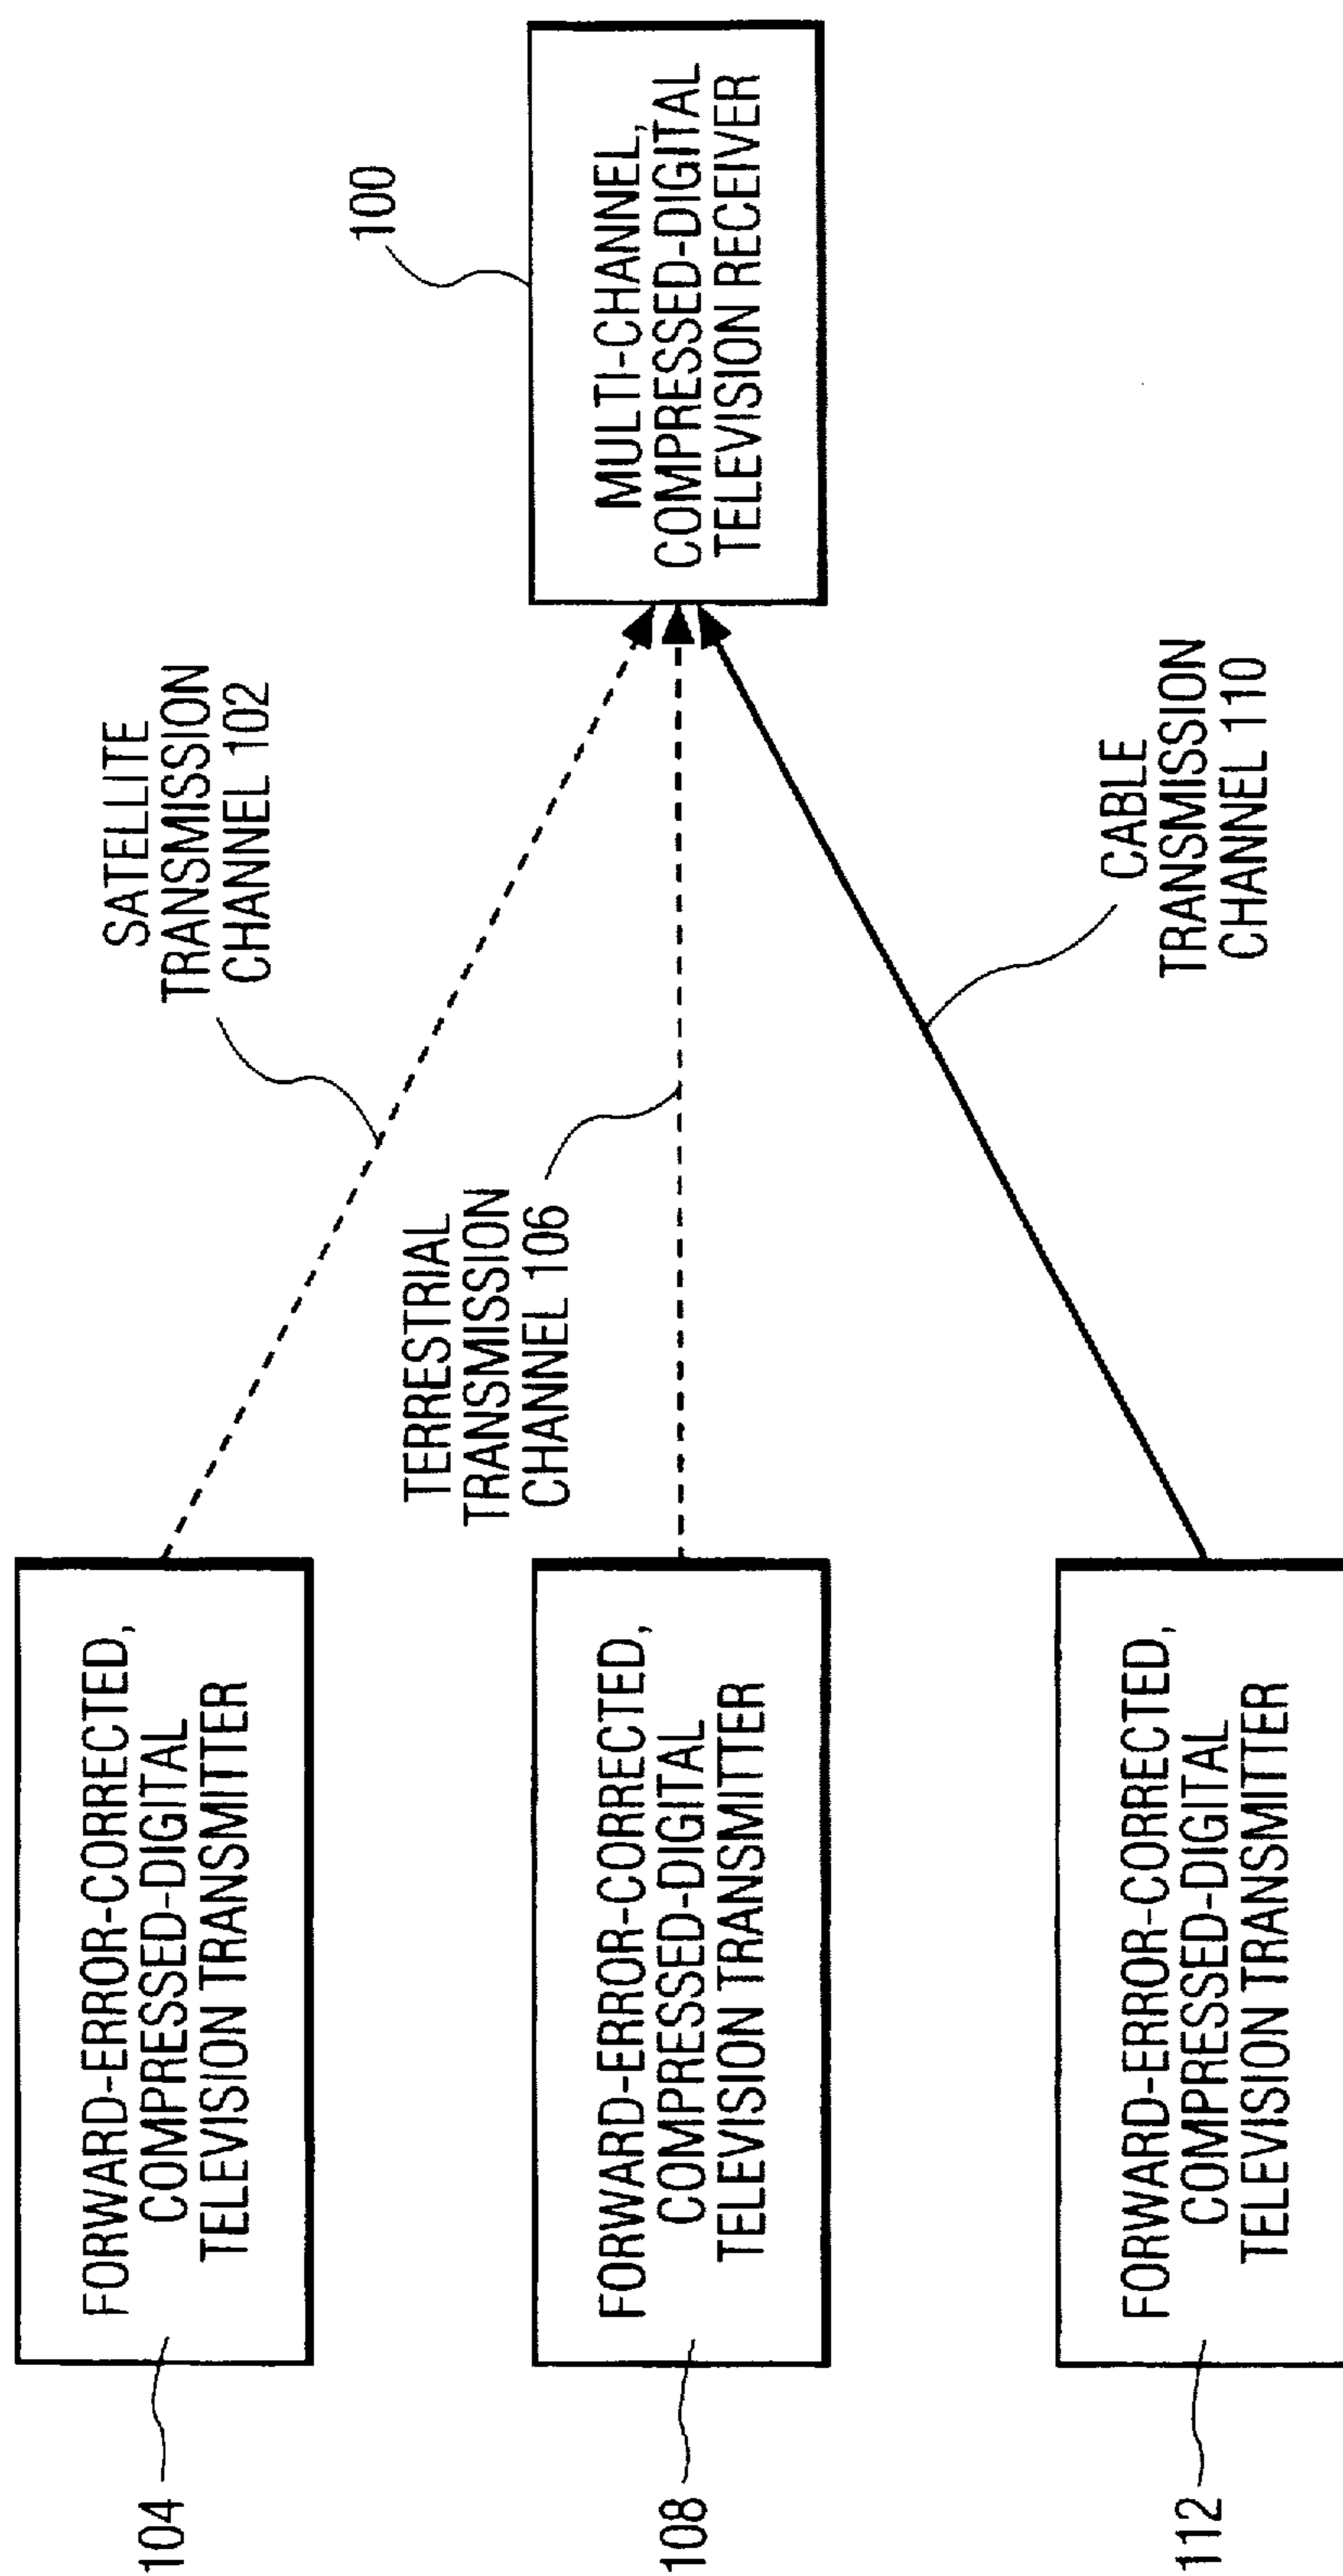 104
FORWARD-ERROR-CORRECTED,
COMPRESSED-DIGITAL
TELEVISION TRANSMITTER
SATELLITE
TRANSMISSION
CHANNEL 102
108
FORWARD-ERROR-CORRECTED,
COMPRESSED-DIGITAL
TELEVISION TRANSMITTER
TERRESTRIAL
TRANSMISSION
CHANNEL 106
100
MULTI-CHANNEL,
COMPRESSED-DIGITAL
TELEVISION RECEIVER
112
FORWARD-ERROR-CORRECTED,
COMPRESSED-DIGITAL
TELEVISION TRANSMITTER
CABLE
TRANSMISSION
CHANNEL 110